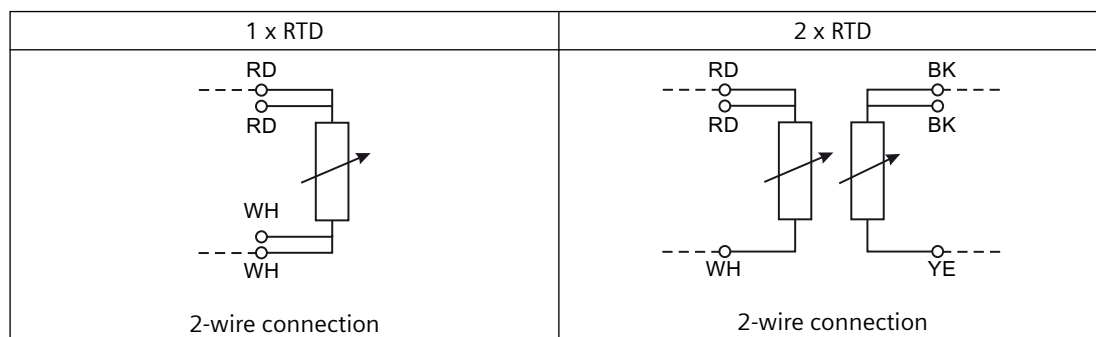 1 x RTD
2 x RTD
RD
RD
WH
WH
2-wire connection
RD
BK
RD
BK
WH
YE
2-wire connection